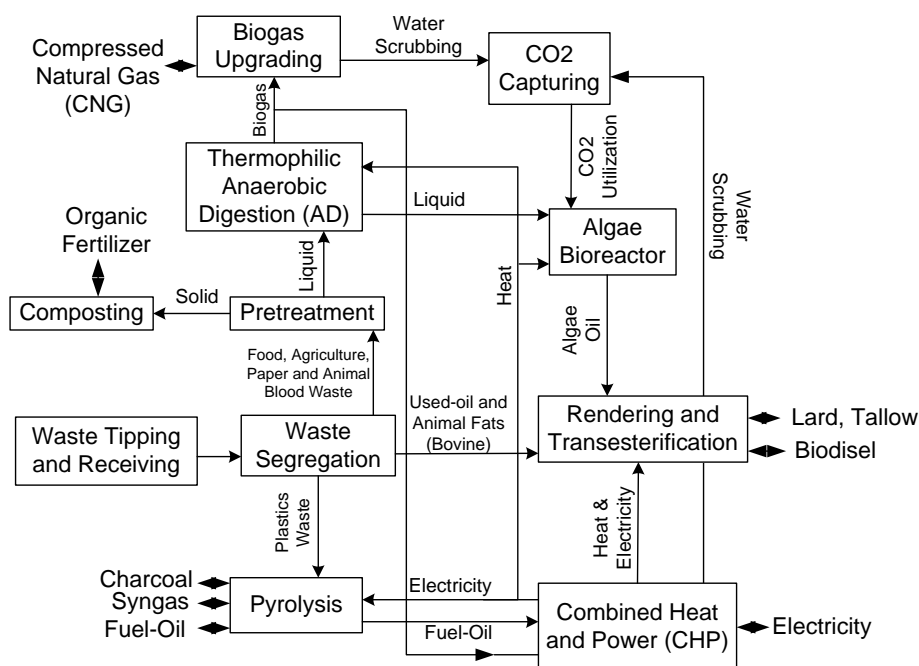 Biogas
Upgrading
Water
Scrubbing
CO2
Capturing
Compressed
Natural Gas
(CNG)
Biogas
CO2
Utilization
Thermophilic
Anaerobic
Digestion (AD)
Liquid
Algae
Bioreactor
Water
Scrubbing
Organic
Fertilizer
Liquid
Heat
Solid
Composting
Pretreatment
Algae
Oil
Food, Agriculture,
Paper and Animal
Blood Waste
Waste Tipping
and Receiving
Waste
Segregation
Used-oil and
Animal Fats
(Bovine)
Rendering and
Transesterification
Lard, Tallow
Biodisel
Plastics
Waste
Heat &
Electricity
Charcoal
Syngas
Fuel-Oil
Pyrolysis
Electricity
Fuel-Oil
Combined Heat
and Power (CHP)
Electricity